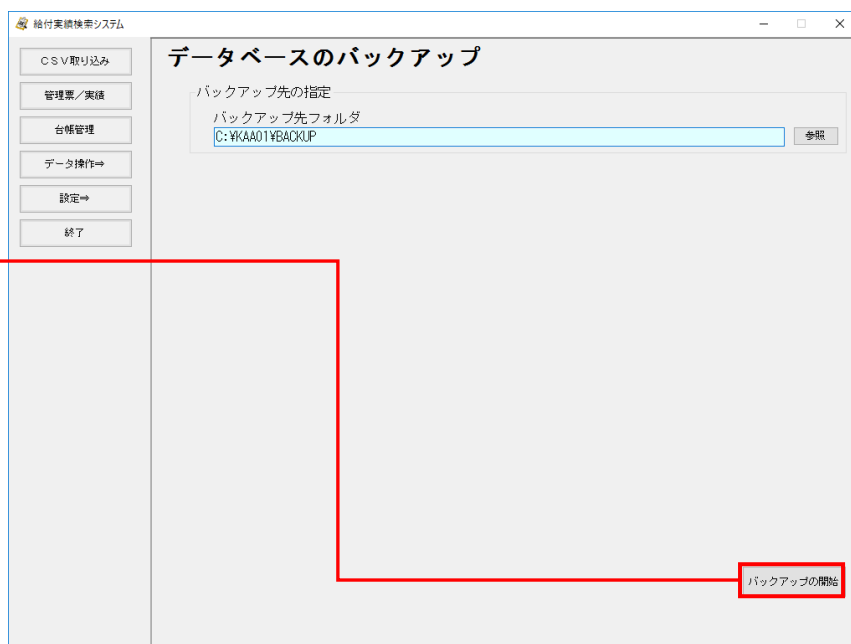 給付実績検索システム
CSV取り込み
管理票／実績
台帳管理
データ操作⇒
設定⇒
終了
データベースのバックアップ
バックアップ先の指定
バックアップ先フォルダ
C:¥KAA01¥BACKUP
参照
バックアップの開始